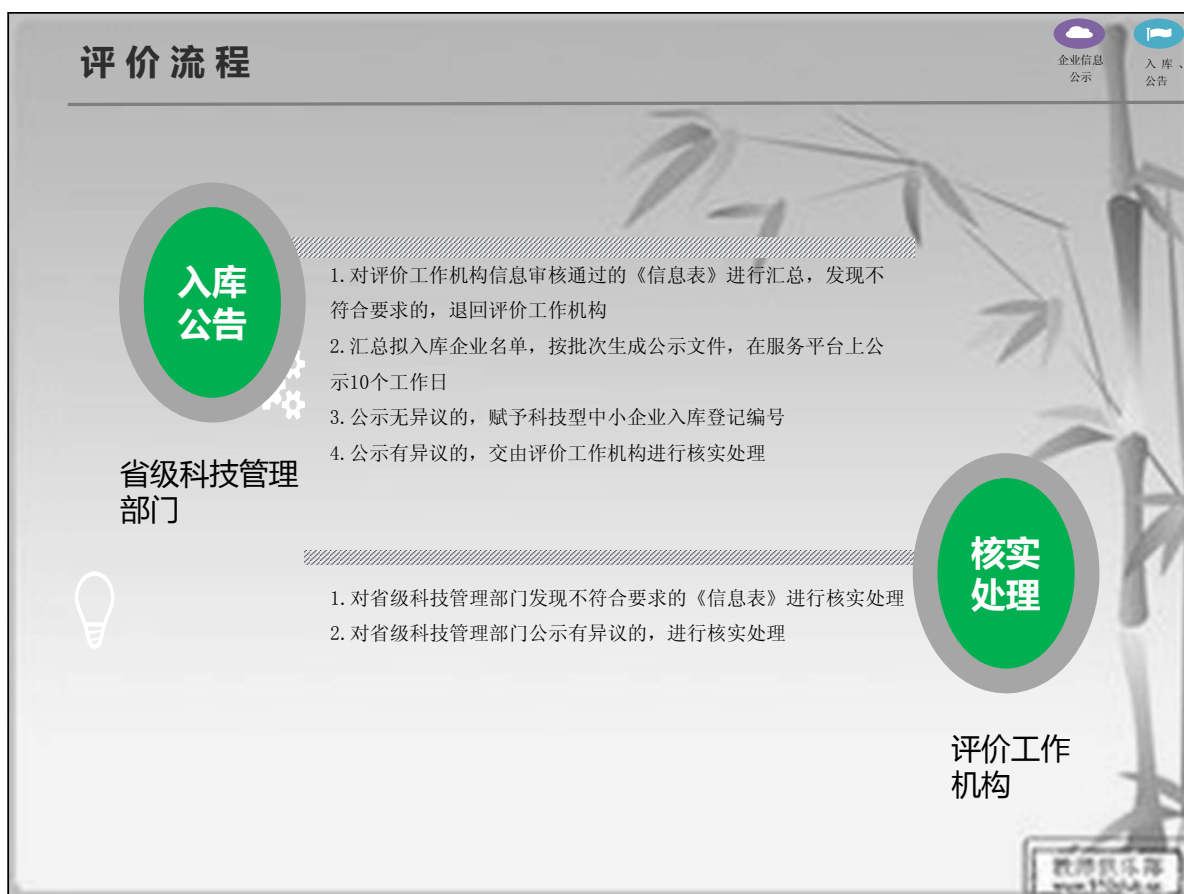 评价流程
企业信息
公示
入库、
公告
入库
公告
1.对评价工作机构信息审核通过的《信息表》进行汇总，发现不
符合要求的，退回评价工作机构
2.汇总拟入库企业名单，按批次生成公示文件，在服务平台上公
示10个工作日
3.公示无异议的，赋予科技型中小企业入库登记编号
4.公示有异议的，交由评价工作机构进行核实处理
省级科技管理
部门
核实
处理
1.对省级科技管理部门发现不符合要求的《信息表》进行核实处理
2.对省级科技管理部门公示有异议的，进行核实处理
评价工作
机构